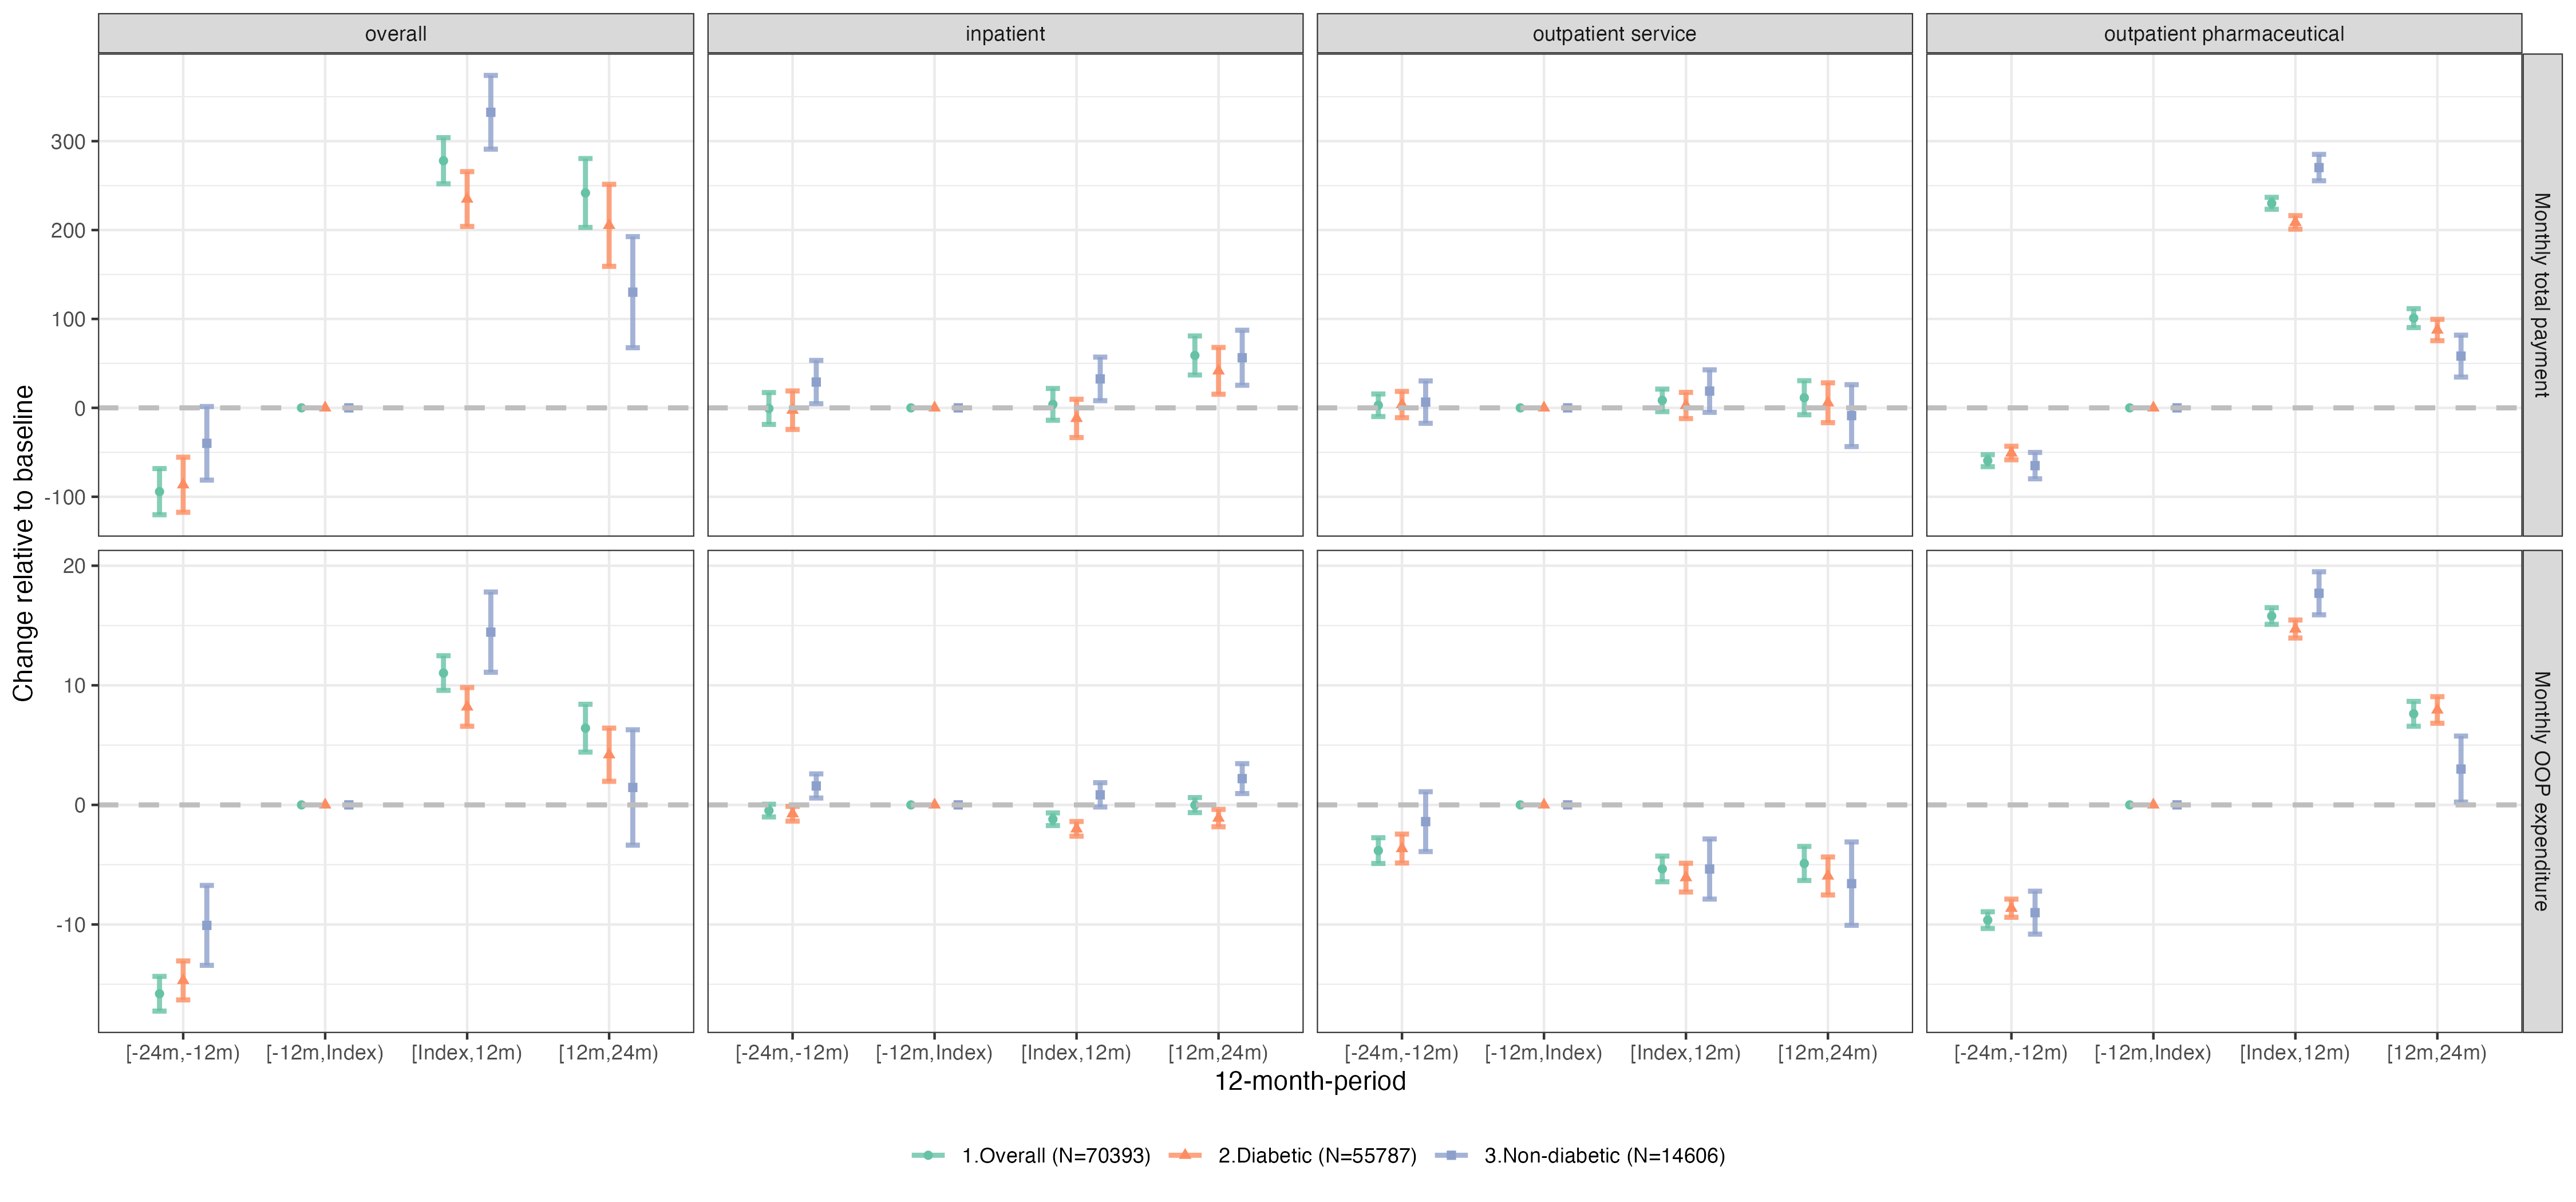 overall
inpatient
outpatient service
outpatient pharmaceutical
Change relative to baseline
300
200
100
0
-100
Monthly total payment
20
10
0
-10
Monthly OOP expenditure
[-24m,-12m) [-12m,Index) [Index,12m) [12m,24m)
[-24m,-12m) [-12m,Index) [Index,12m) [12m,24m)
[-24m,-12m) [-12m,Index) [Index,12m) [12m,24m)
[-24m,-12m) [-12m,Index) [Index,12m) [12m,24m)
12-month-period
1.Overall (N=70393) 2.Diabetic (N=55787) 3.Non-diabetic (N=14606)